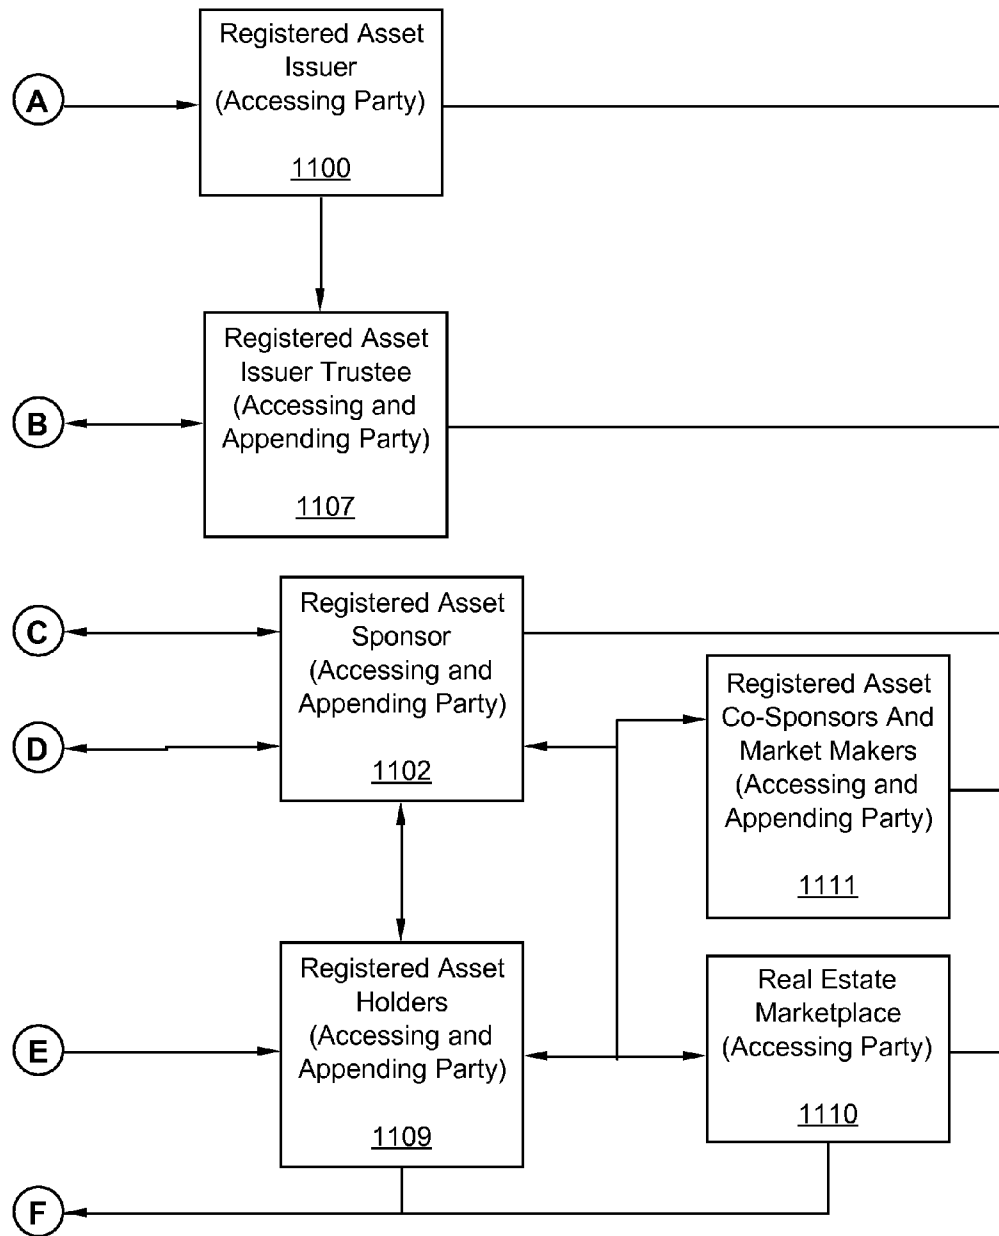 A
Registered Asset
Issuer
(Accessing Party)
1100
B
Registered Asset
Issuer Trustee
(Accessing and
Appending Party)
1107
C
D
Registered Asset
Sponsor
(Accessing and
Appending Party)
1102
Registered Asset
Co-Sponsors And
Market Makers
(Accessing and
Appending Party)
1111
E
Registered Asset
Holders
(Accessing and
Appending Party)
1109
Real Estate
Marketplace
(Accessing Party)
1110
F